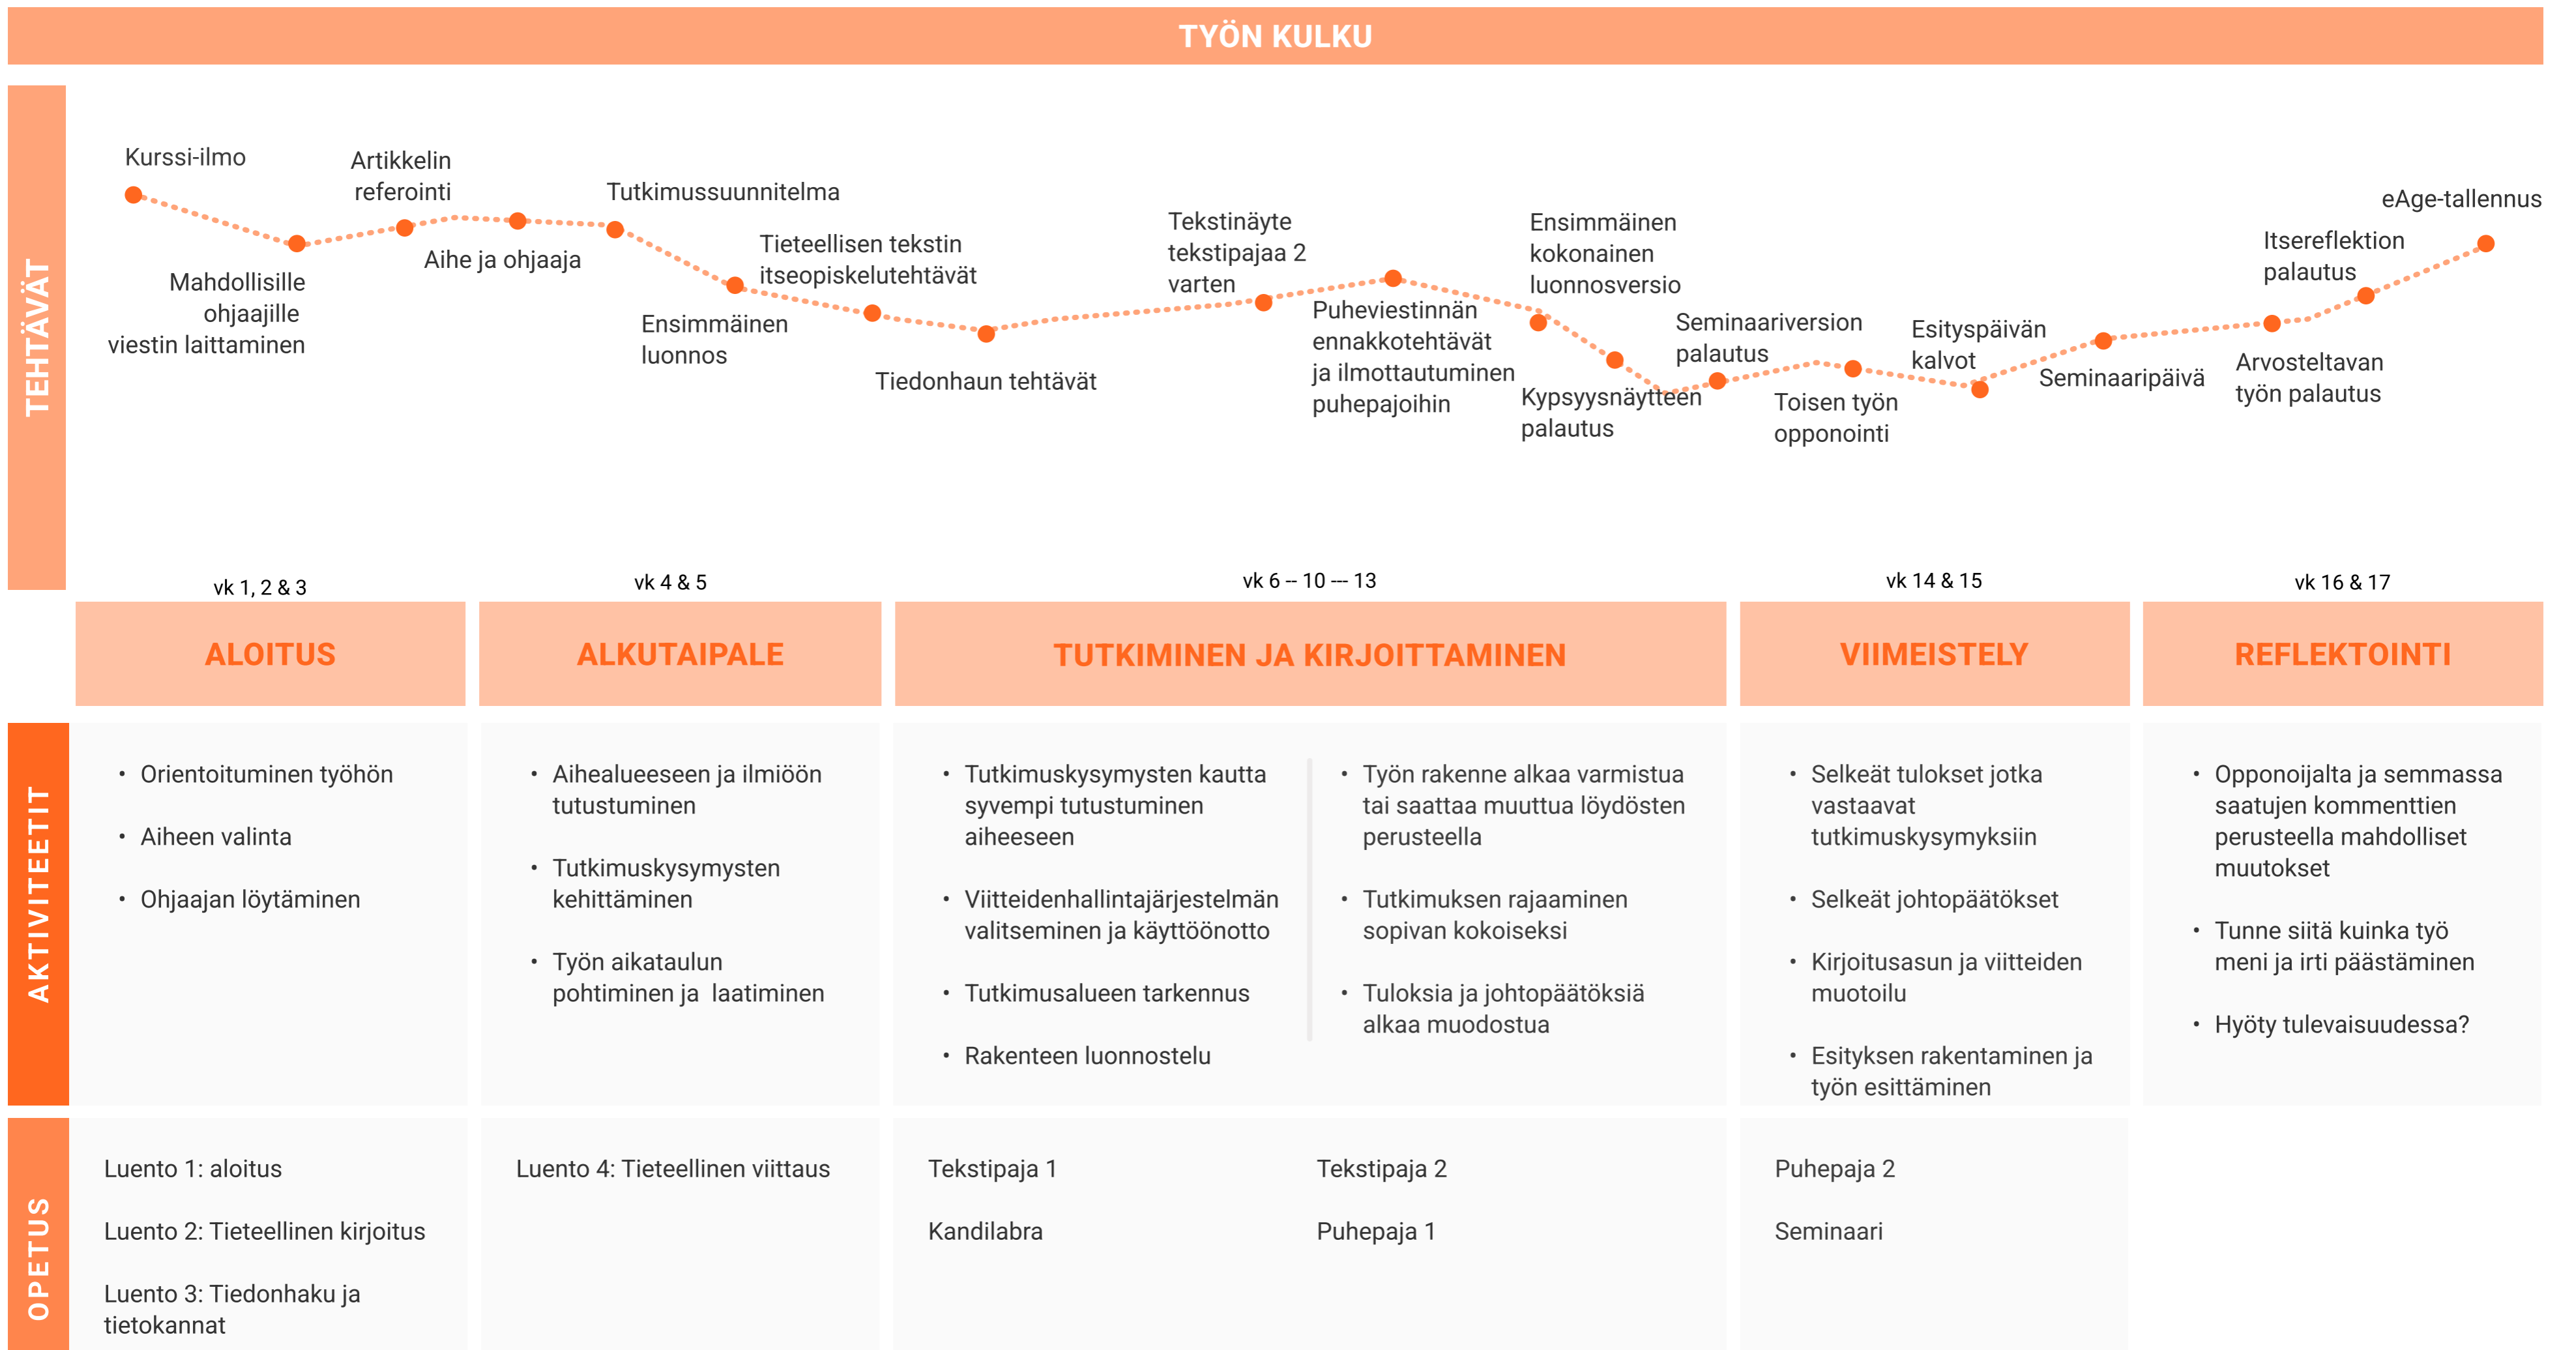 TYÖN KULKU
TEHTÄVÄT
Kurssi-ilmo
Mahdollisille
ohjaajille
viestin laittaminen
Artikkelin
referointi
Aihe ja ohjaaja
Tutkimussuunnitelma
Ensimmäinen
luonnos
Tieteellisen tekstin
itseopiskelutehtävät
Tiedonhaun tehtävät
Tekstinäyte
tekstipajaa 2
varten
Puheviestinnän
ennakkotehtävät
ja ilmottautuminen
puhepajoihin
Ensimmäinen
kokonainen
luonnosversio
Kypsyysnäytteen
palautus
Seminaariversion
palautus
Toisen työn
opponointi
Esityspäivän
kalvot
Seminaaripäivä
Arvosteltavan
työn palautus
Itsereflektion
palautus
eAge-tallennus
vk 1, 2 & 3
vk 4 & 5
vk 6 -- 10 --- 13
vk 14 & 15
vk 16 & 17
ALOITUS
ALKUTAIPALE
TUTKIMINEN JA KIRJOITTAMINEN
VIIMEISTELY
REFLEKTOINTI
AKTIVITEETIT
• Orientoituminen työhön
• Aiheen valinta
• Ohjaajan löytäminen
• Aihealueeseen ja ilmiöön
tutustuminen
• Tutkimuskysymysten
kehittäminen
• Työn aikataulun
pohtiminen ja  laatiminen
• Tutkimuskysymysten kautta
syvempi tutustuminen
aiheeseen
• Viitteidenhallintajärjestelmän
valitseminen ja käyttöönotto
• Tutkimusalueen tarkennus
• Rakenteen luonnostelu
• Työn rakenne alkaa varmistua
tai saattaa muuttua löydösten
perusteella
• Tutkimuksen rajaaminen
sopivan kokoiseksi
• Tuloksia ja johtopäätöksiä
alkaa muodostua
• Selkeät tulokset jotka
vastaavat
tutkimuskysymyksiin
• Selkeät johtopäätökset
• Kirjoitusasun ja viitteiden
muotoilu
• Esityksen rakentaminen ja
työn esittäminen
• Opponoijalta ja semmassa
saatujen kommenttien
perusteella mahdolliset
muutokset
• Tunne siitä kuinka työ
meni ja irti päästäminen
• Hyöty tulevaisuudessa?
OPETUS
Luento 1: aloitus
Luento 2: Tieteellinen kirjoitus
Luento 3: Tiedonhaku ja
tietokannat
Luento 4: Tieteellinen viittaus
Tekstipaja 1
Kandilabra
Tekstipaja 2
Puhepaja 1
Puhepaja 2
Seminaari